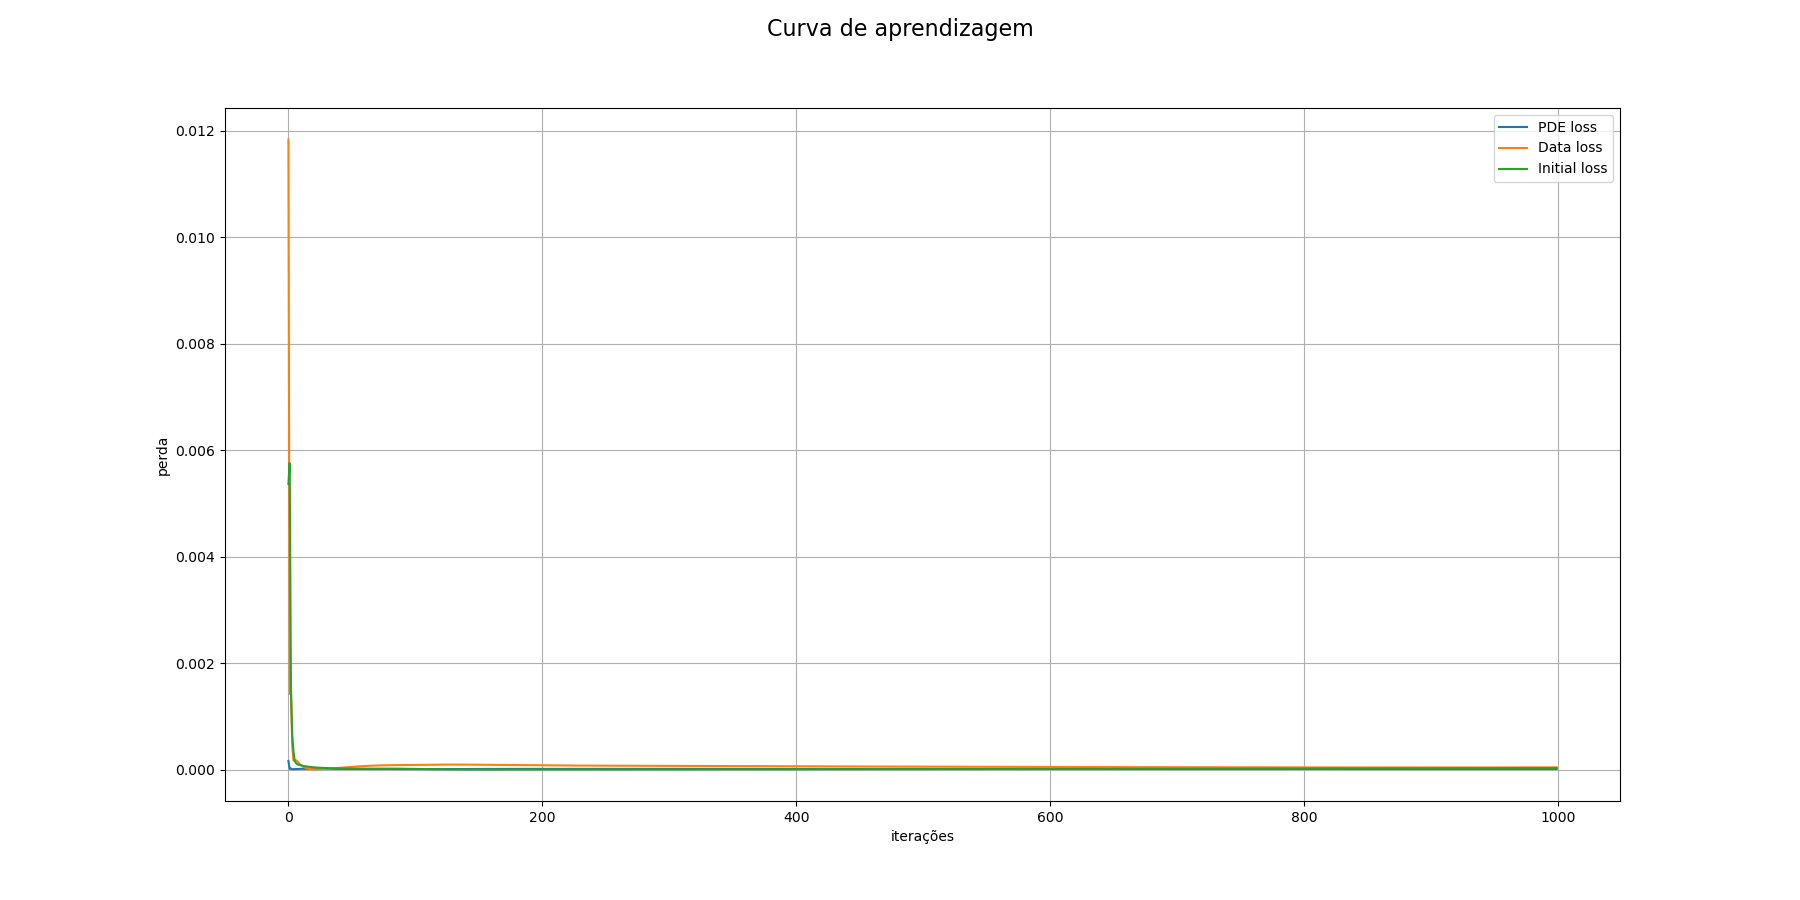 Curva de aprendizagem
0.012
0.010
0.008
0.006
0.004
0.002
0.000
perda
PDE loss
Data loss
Initial loss
0
200
400
600
800
1000
iterações